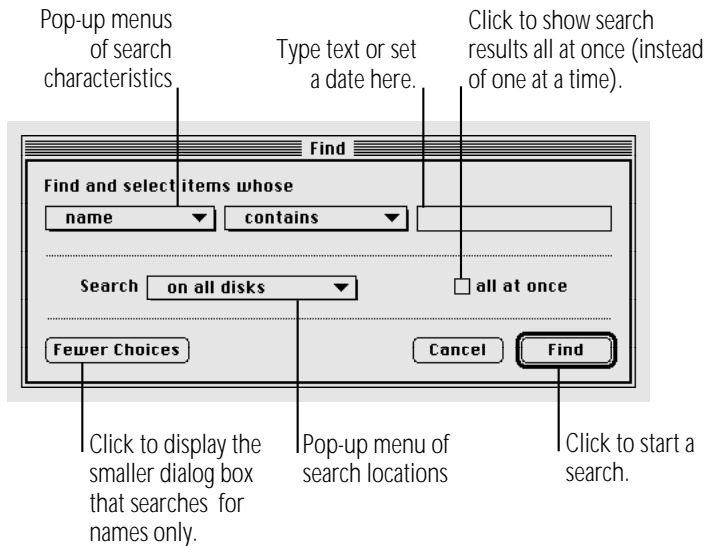 Pop-up menus
of search
characteristics
Type text or set
a date here.
Click to show search
results all at once (instead
of one at a time).
Find
Find and select items whose
name
contains
Search
on all disks
all at once
Fewer Choices
Cancel
Find
Click to display the
smaller dialog box
that searches for
names only.
Pop-up menu of
search locations
Click to start a
search.